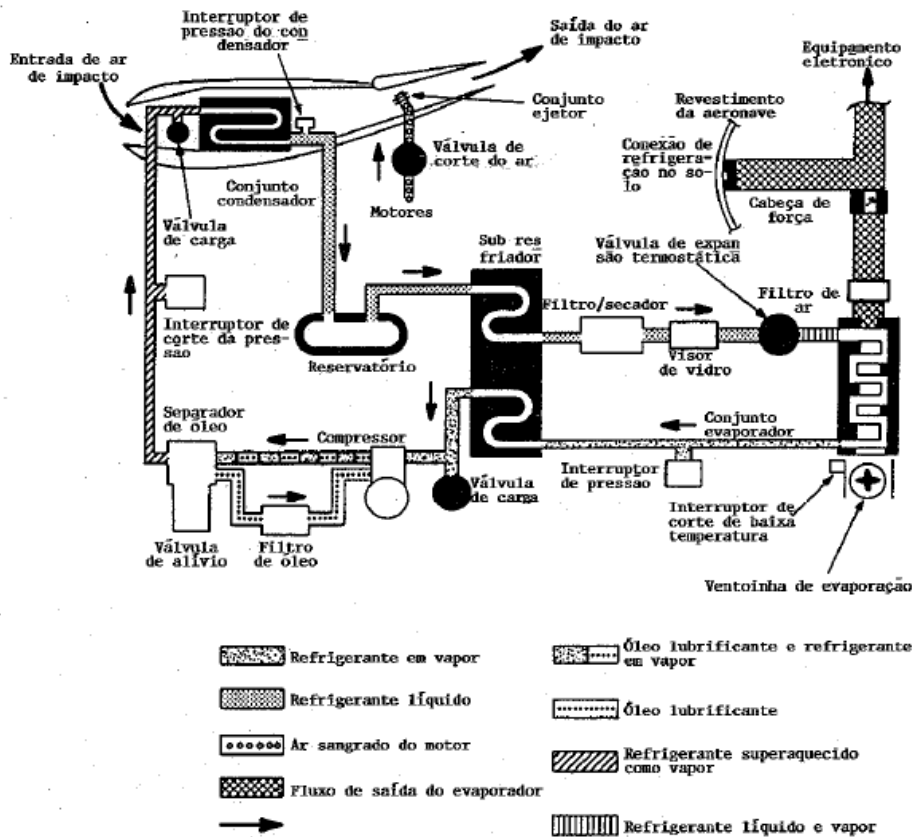 Interruptor de
pressao do con
densador
Saída do ar
de impacto
Equipamento
eletronico
Entrada de ar
de impacto
Conjunto
ejetor
Revestimento
da aeronave
Válvula de
corte do ar
Conexão de
refrigera-
ção no so-
lo
Conjunto
condensador
Motores
Cabeça de
força
Válvula
de carga
Sub res
friador
Válvula de expan
são termostática
Filtro/secador
Filtro de
ar
Interruptor de
corte da pres-
sao
Reservatório
Visor
de vidro
Separador
de óleo
Compressor
Conjunto
evaporador
Válvula
de carga
Interruptor
de pressao
Interruptor de
corte de baixa
temperatura
Válvula
de alívio
Filtro
de óleo
Ventoinha de evaporação
Refrigerante em vapor
Óleo lubrificante e refrigerante
em vapor
Refrigerante líquido
Óleo lubrificante
Ar sangrado do motor
Refrigerante superaquecido
como vapor
Fluxo de saída do evaporador
Refrigerante líquido e vapor